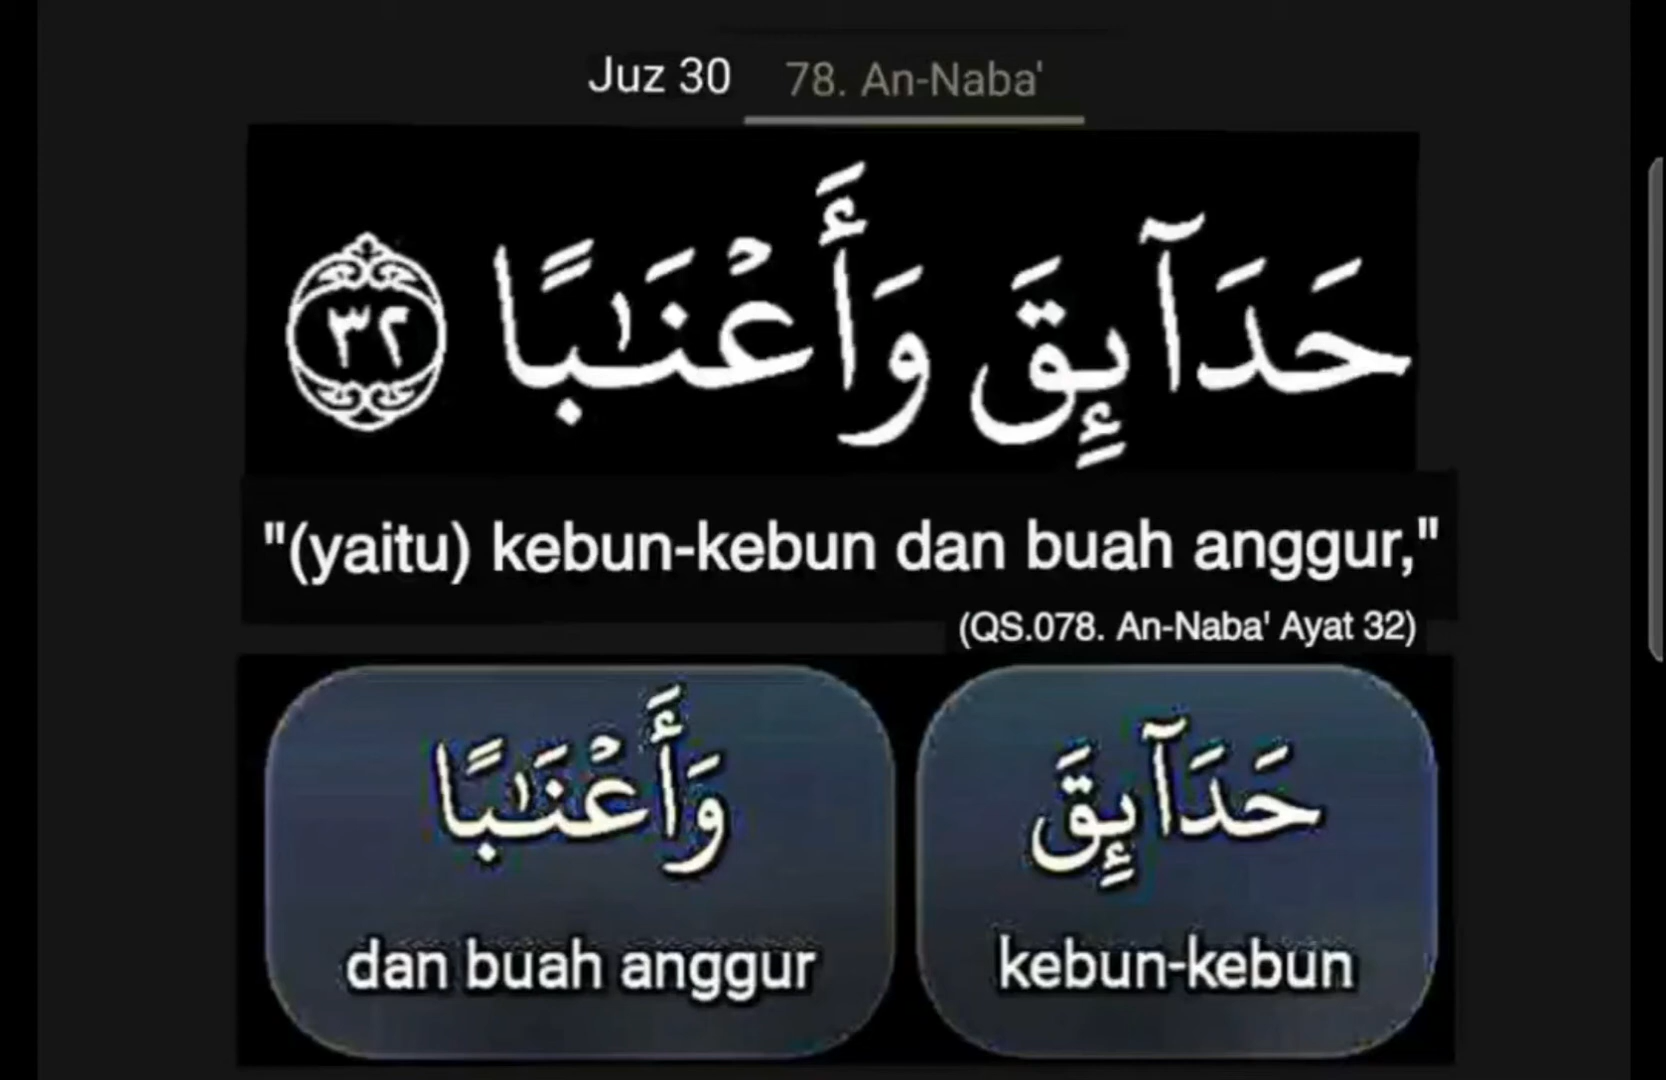 Juz 30 78. An-Naba'
حَدَآئِقَ وَأَعْنَٰبًا ٣٢
"(yaitu) kebun-kebun dan buah anggur,"
(QS.078. An-Naba' Ayat 32)
حَدَآئِقَ وَأَعْنَٰبًا
kebun-kebun dan buah anggur